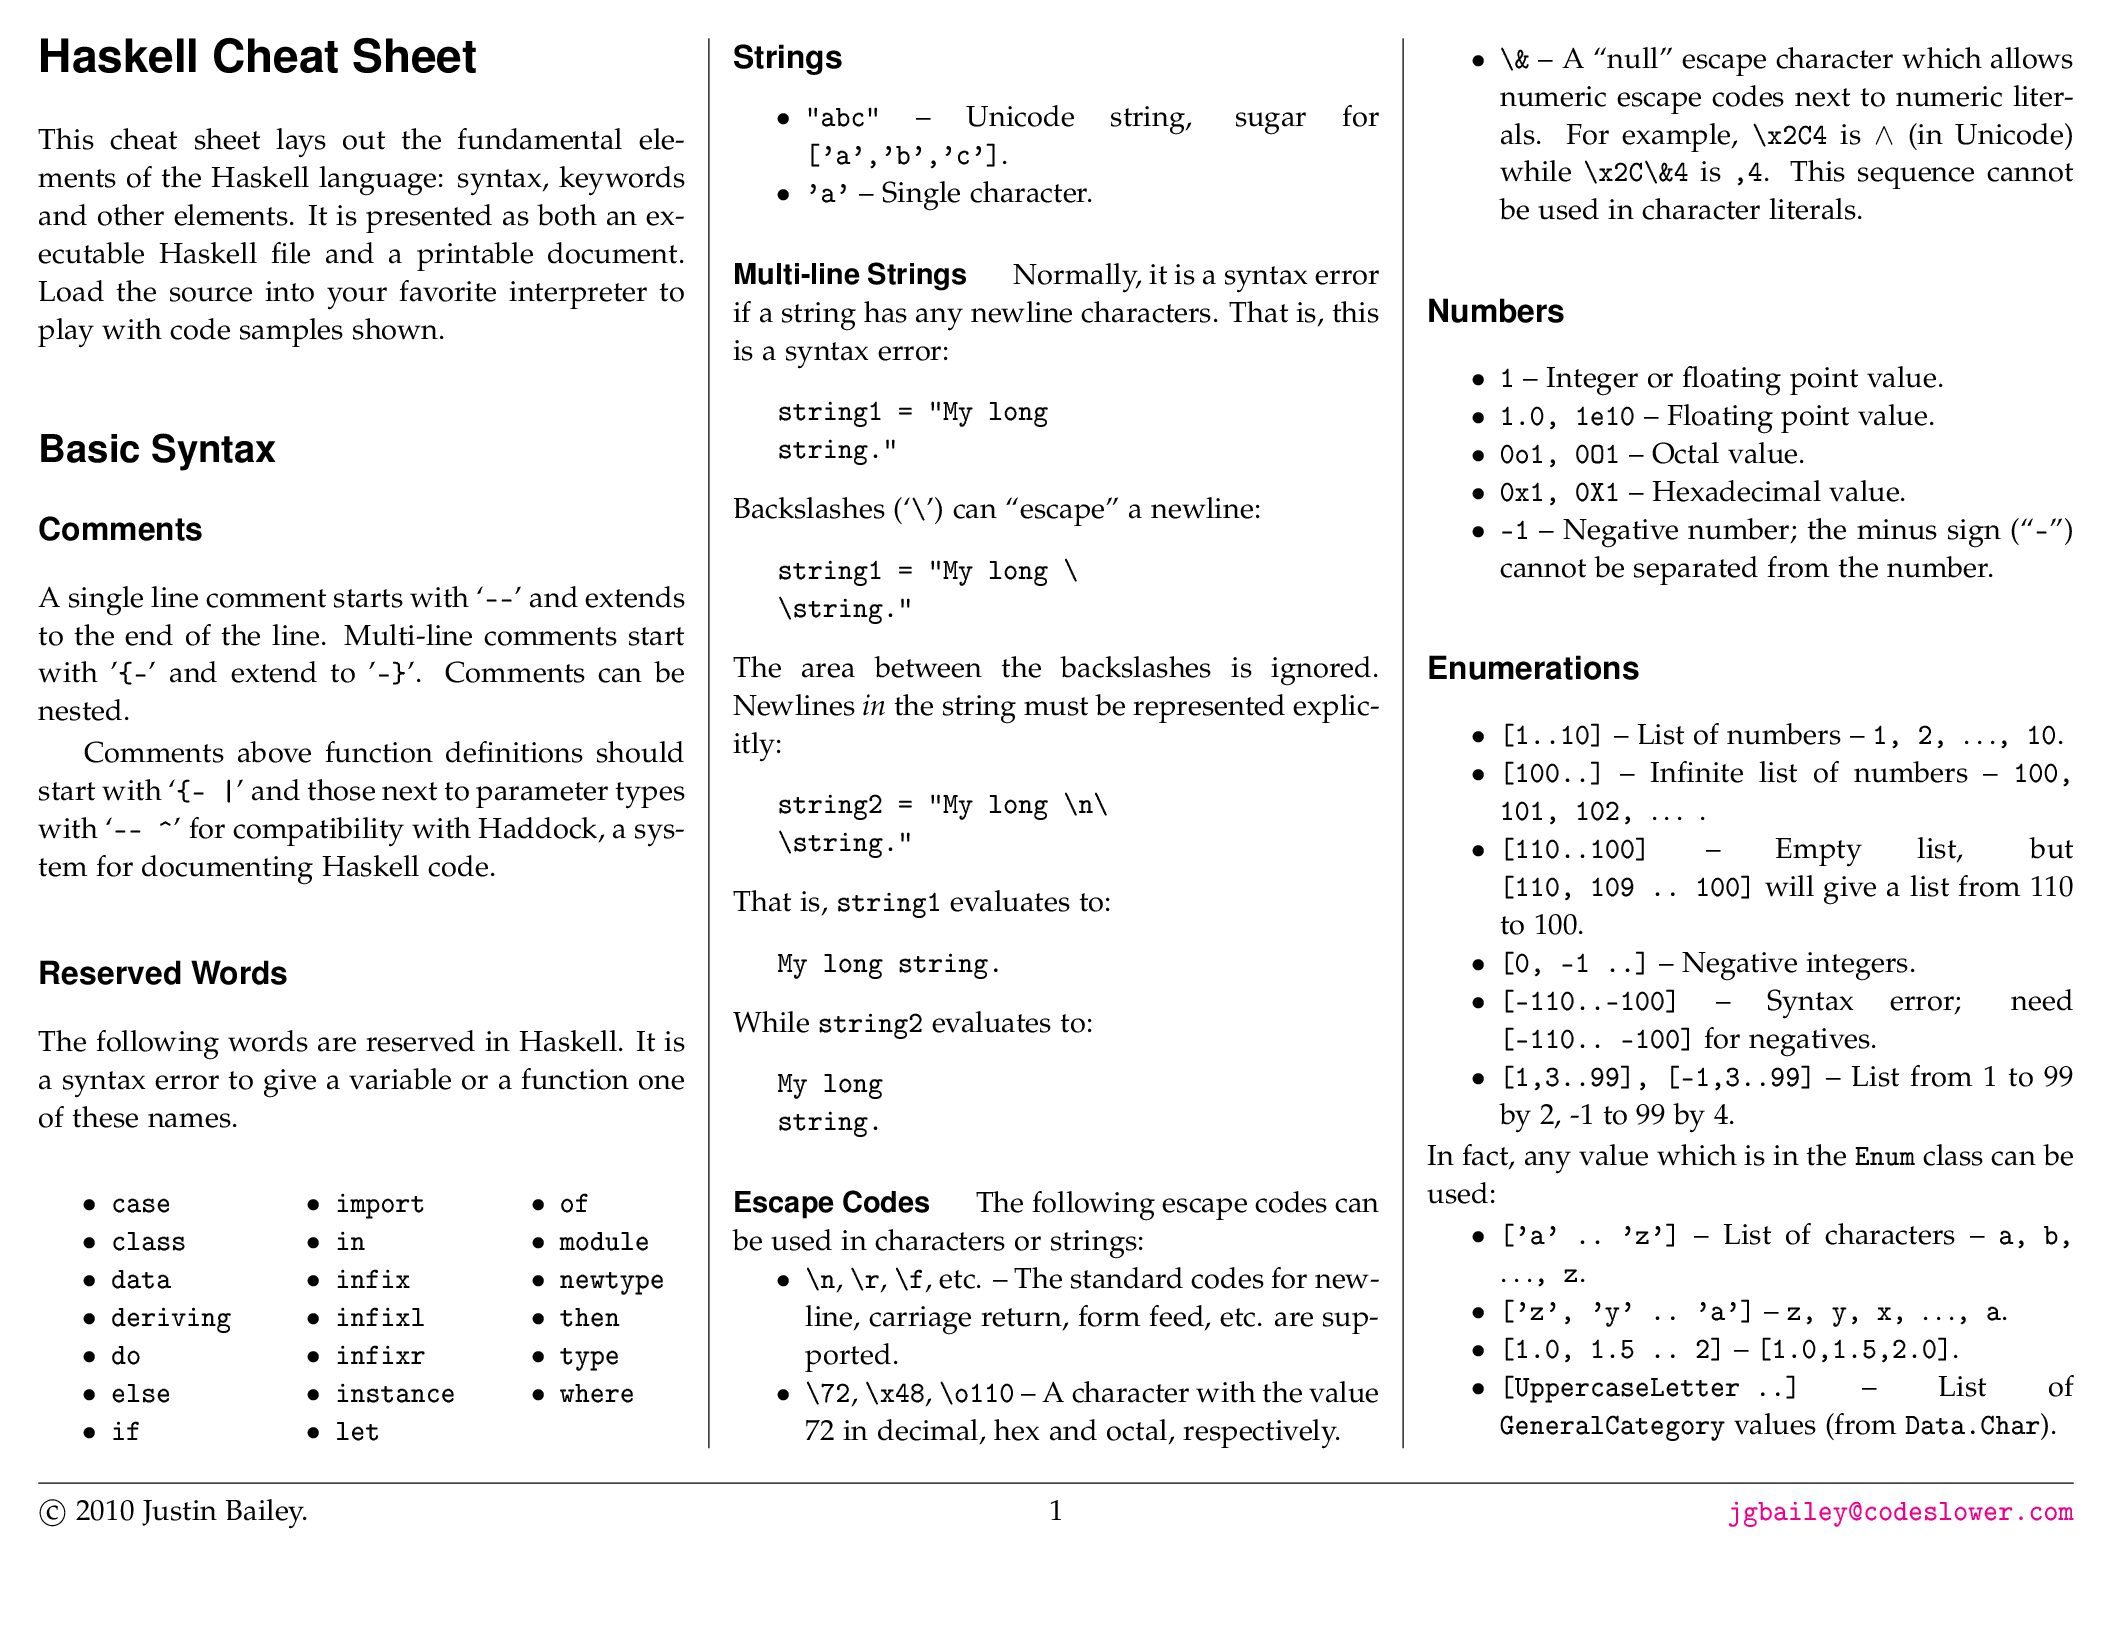 Haskell Cheat Sheet
This cheat sheet lays out the fundamental ele-
ments of the Haskell language: syntax, keywords
and other elements. It is presented as both an ex-
ecutable Haskell file and a printable document.
Load the source into your favorite interpreter to
play with code samples shown.
Basic Syntax
Comments
A single line comment starts with ‘--’ and extends
to the end of the line. Multi-line comments start
with ’{-’ and extend to ’-}’. Comments can be
nested.
Comments above function definitions should
start with ‘{- |’ and those next to parameter types
with ‘-- ^’ for compatibility with Haddock, a sys-
tem for documenting Haskell code.
Reserved Words
The following words are reserved in Haskell. It is
a syntax error to give a variable or a function one
of these names.
• case
• class
• data
• deriving
• do
• else
• if
• import
• in
• infix
• infixl
• infixr
• instance
• let
• of
• module
• newtype
• then
• type
• where
Strings
• "abc" – Unicode string, sugar for
[’a’,’b’,’c’].
• ’a’ – Single character.
Multi-line Strings Normally, it is a syntax error
if a string has any newline characters. That is, this
is a syntax error:
string1 = "My long
string."
Backslashes (‘\’) can “escape” a newline:
string1 = "My long \
\string."
The area between the backslashes is ignored.
Newlines in the string must be represented explic-
itly:
string2 = "My long \n\
\string."
That is, string1 evaluates to:
My long string.
While string2 evaluates to:
My long
string.
Escape Codes The following escape codes can
be used in characters or strings:
• \n, \r, \f, etc. – The standard codes for new-
line, carriage return, form feed, etc. are sup-
ported.
• \72, \x48, \o110 – A character with the value
72 in decimal, hex and octal, respectively.
• \& – A “null” escape character which allows
numeric escape codes next to numeric liter-
als. For example, \x2C4 is ∧ (in Unicode)
while \x2C\&4 is ,4. This sequence cannot
be used in character literals.
Numbers
• 1 – Integer or floating point value.
• 1.0, 1e10 – Floating point value.
• 0o1, 0O1 – Octal value.
• 0x1, 0X1 – Hexadecimal value.
• -1 – Negative number; the minus sign (“-”)
cannot be separated from the number.
Enumerations
• [1..10] – List of numbers – 1, 2, ..., 10.
• [100..] – Infinite list of numbers – 100,
101, 102, ... .
• [110..100] – Empty list, but
[110, 109 .. 100] will give a list from 110
to 100.
• [0, -1 ..] – Negative integers.
• [-110..-100] – Syntax error; need
[-110.. -100] for negatives.
• [1,3..99], [-1,3..99] – List from 1 to 99
by 2, -1 to 99 by 4.
In fact, any value which is in the Enum class can be
used:
• [’a’ .. ’z’] – List of characters – a, b,
..., z.
• [’z’, ’y’ .. ’a’] – z, y, x, ..., a.
• [1.0, 1.5 .. 2] – [1.0,1.5,2.0].
• [UppercaseLetter ..] – List of
GeneralCategory values (from Data.Char).
© 2010 Justin Bailey.
1
jgbailey@codeslower.com